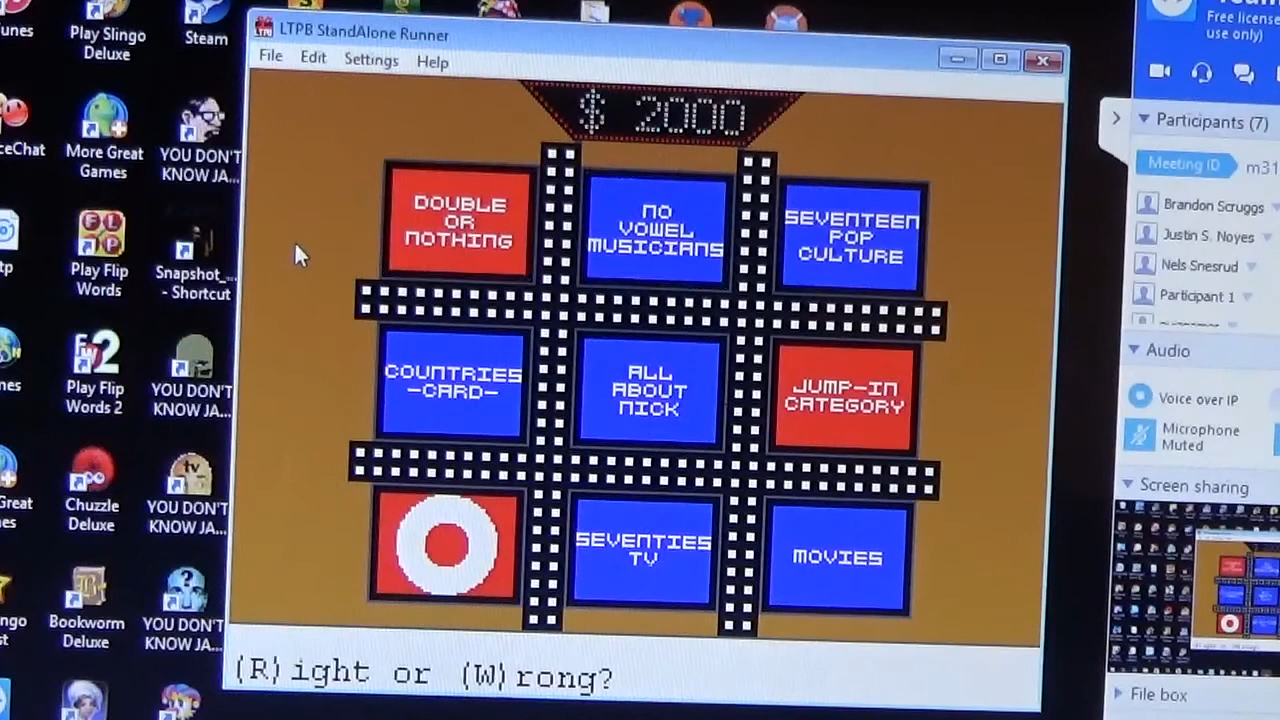 LTPB StandAlone Runner
File Edit Settings Help
$ 2000
DOUBLE
OR
NOTHING
NO
VOWEL
MUSICIANS
SEVENTEEN
POP
CULTURE
COUNTRIES
-CARD-
ALL
ABOUT
NICK
JUMP-IN
CATEGORY
SEVENTIES
TV
MOVIES
(R)ight or (W)rong?
Play Slingo
Deluxe
Steam
More Great
Games
YOU DON'T
KNOW JA...
Play Flip
Words
Snapshot_...
- Shortcut
Play Flip
Words 2
YOU DON'T
KNOW JA...
Chuzzle
Deluxe
YOU DON'T
KNOW JA...
Bookworm
Deluxe
YOU DON'T
KNOW JA...
Free license
use only)
Participants (7)
Meeting ID m31
Brandon Scruggs
Justin S. Noyes
Nels Snesrud
Participant 1
Audio
Voice over IP
Microphone
Muted
Screen sharing
File box